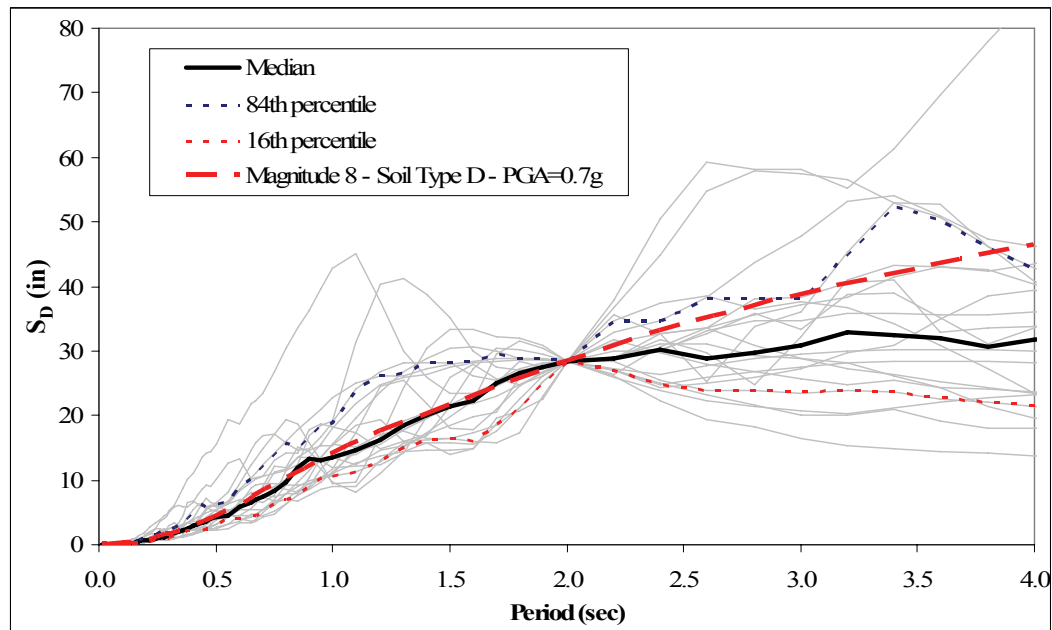 80
70
60
50
40
30
20
10
0
S_D (in)
Median
84th percentile
16th percentile
Magnitude 8 - Soil Type D - PGA=0.7g
0.0 0.5 1.0 1.5 2.0 2.5 3.0 3.5 4.0
Period (sec)